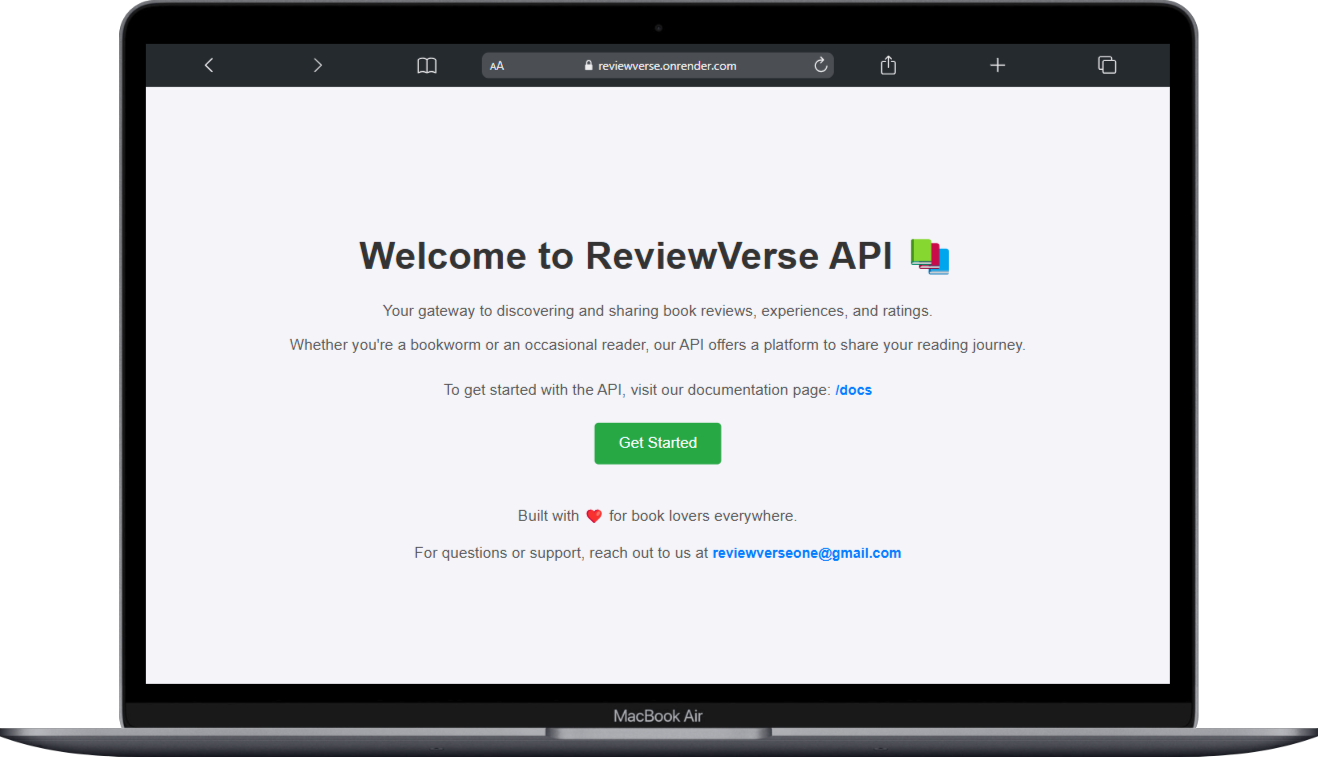 AA reviewverse.onrender.com
Welcome to ReviewVerse API
Your gateway to discovering and sharing book reviews, experiences, and ratings.
Whether you're a bookworm or an occasional reader, our API offers a platform to share your reading journey.
To get started with the API, visit our documentation page: /docs
Get Started
Built with ❤️ for book lovers everywhere.
For questions or support, reach out to us at reviewverseone@gmail.com
MacBook Air